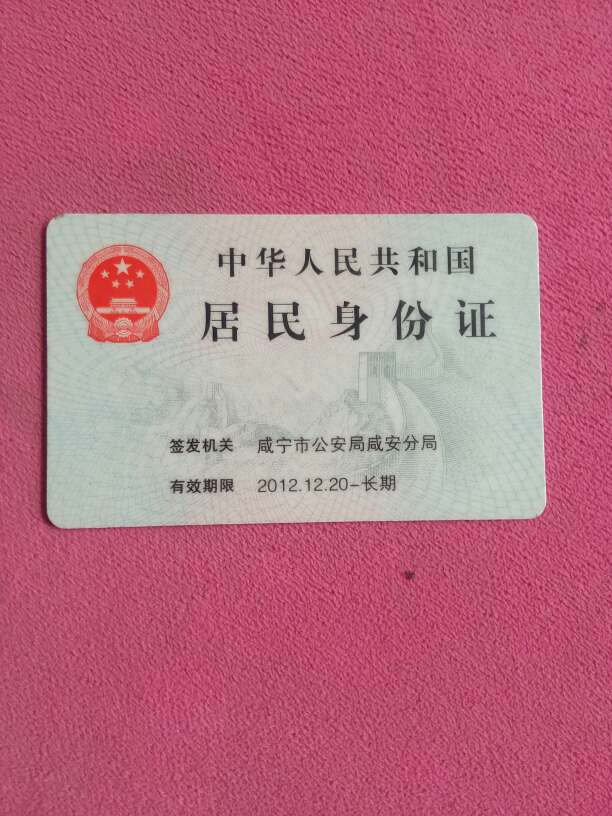 中华人民共和国
居民身份证
签发机关 咸宁市公安局咸安分局
有效期限 2012.12.20-长期